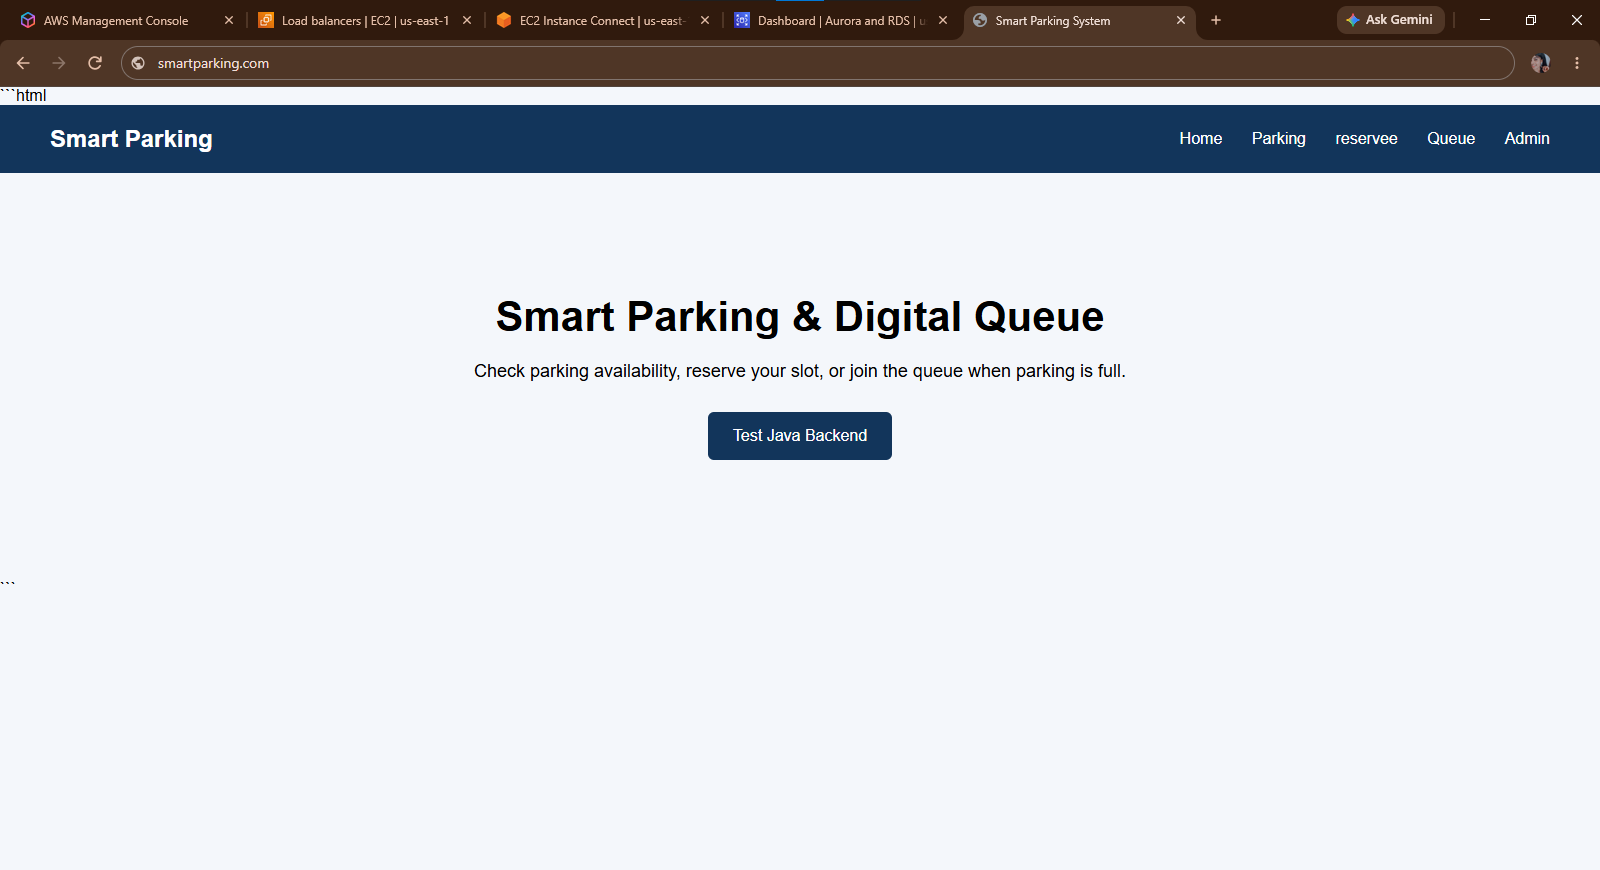 AWS Management Console
Load balancers | EC2 | us-east-1
EC2 Instance Connect | us-east-
Dashboard | Aurora and RDS | u
Smart Parking System
Ask Gemini
smartparking.com
```html
Smart Parking
Home Parking reservee Queue Admin
Smart Parking & Digital Queue
Check parking availability, reserve your slot, or join the queue when parking is full.
Test Java Backend
```